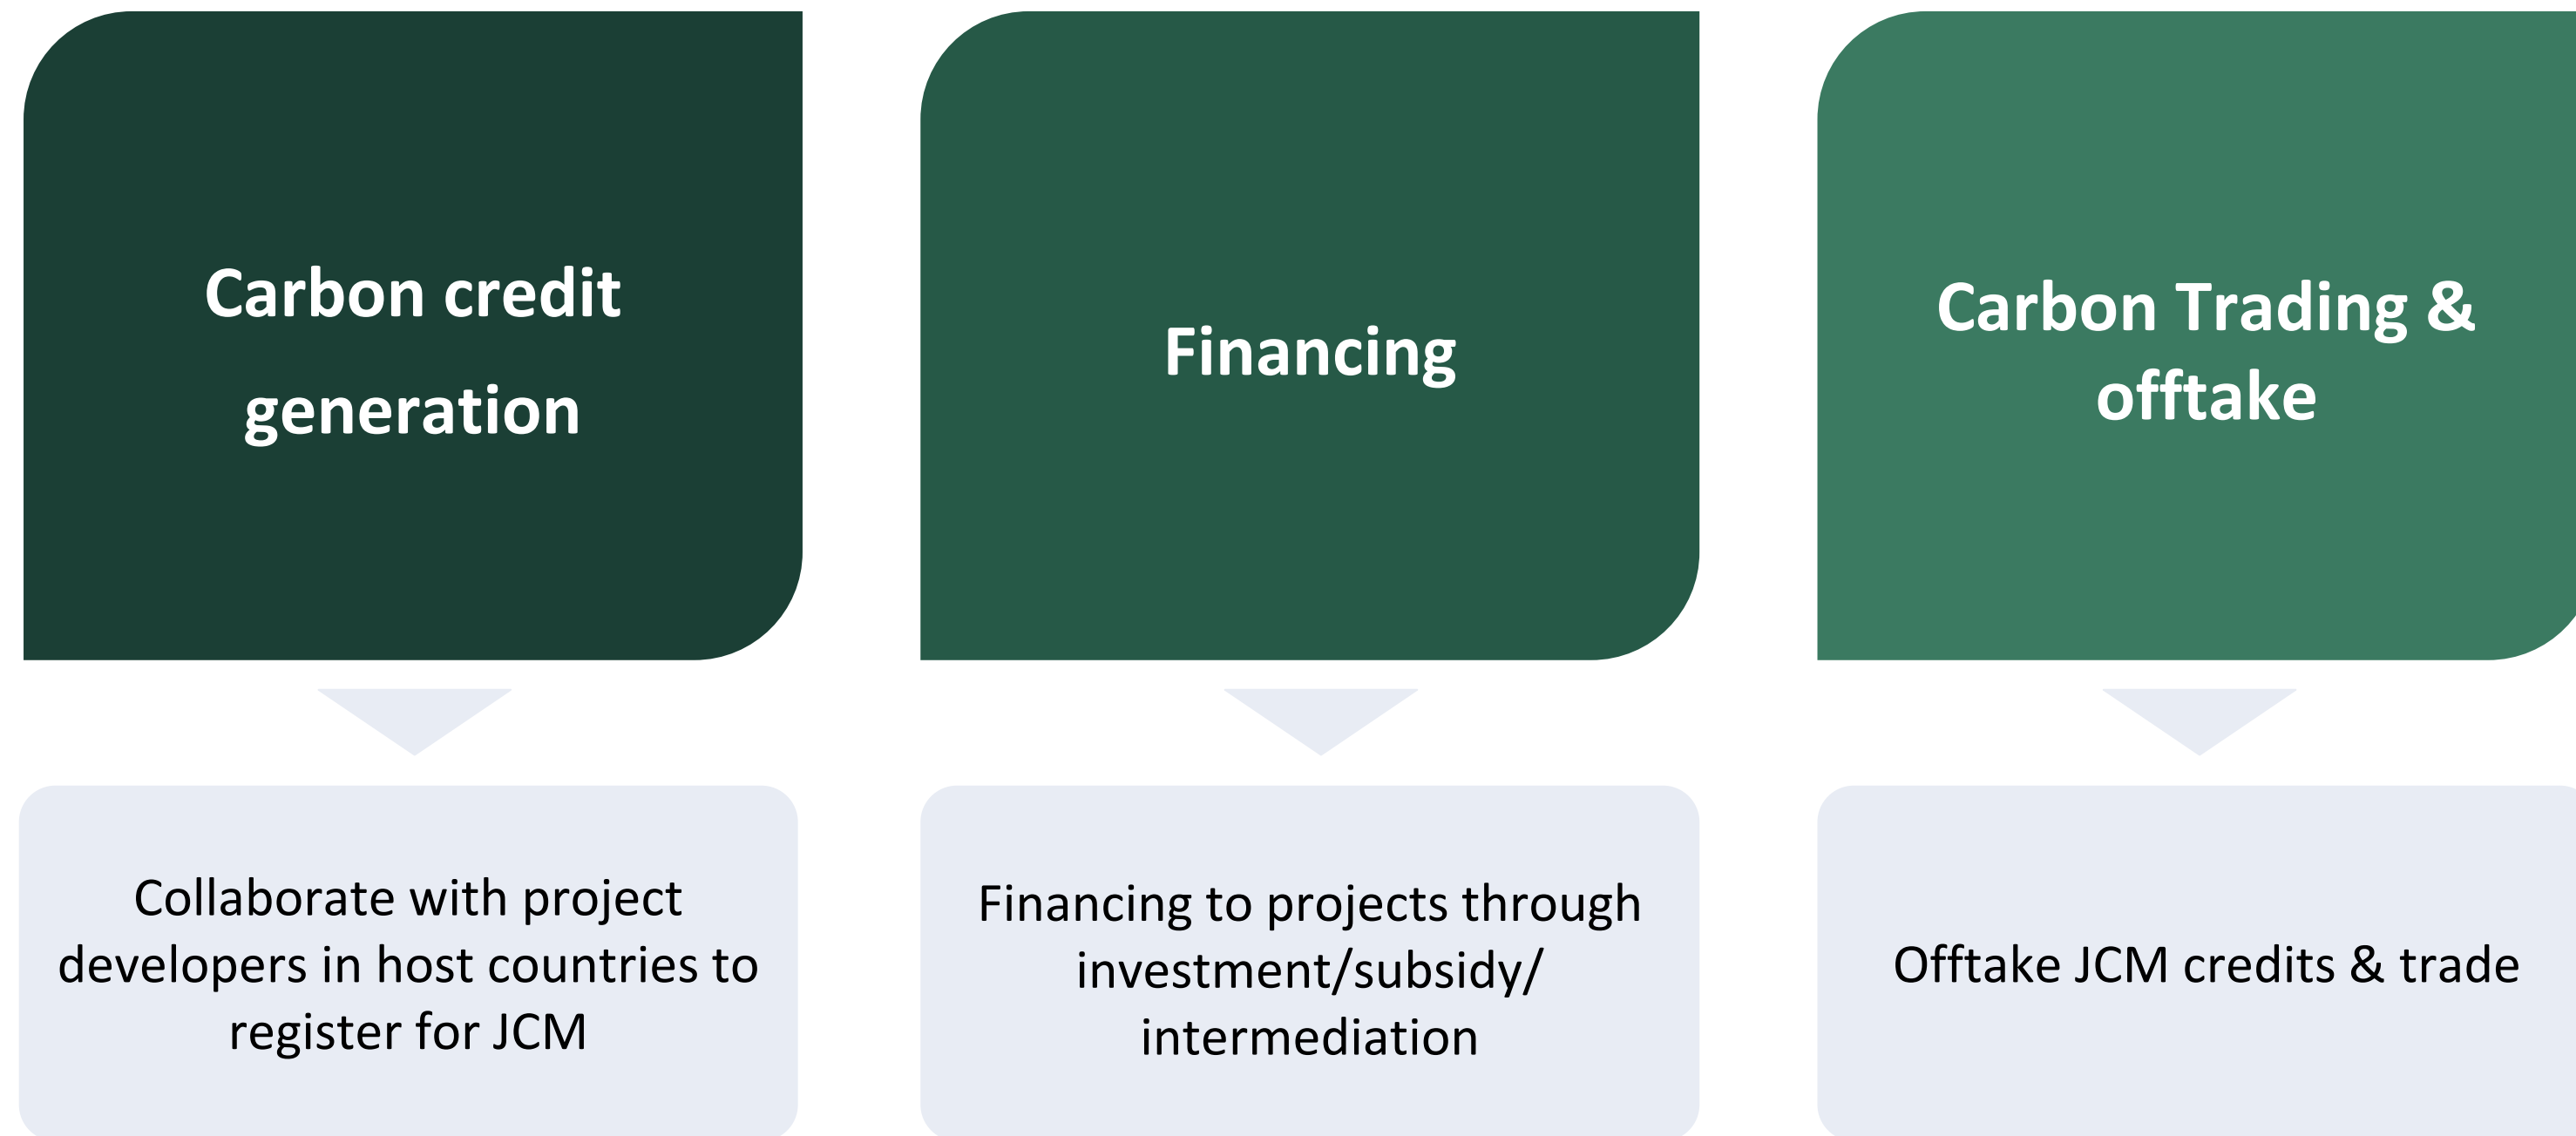 Carbon credit
generation
Financing
Carbon Trading &
offtake
Collaborate with project
developers in host countries to
register for JCM
Financing to projects through
investment/subsidy/
intermediation
Offtake JCM credits & trade